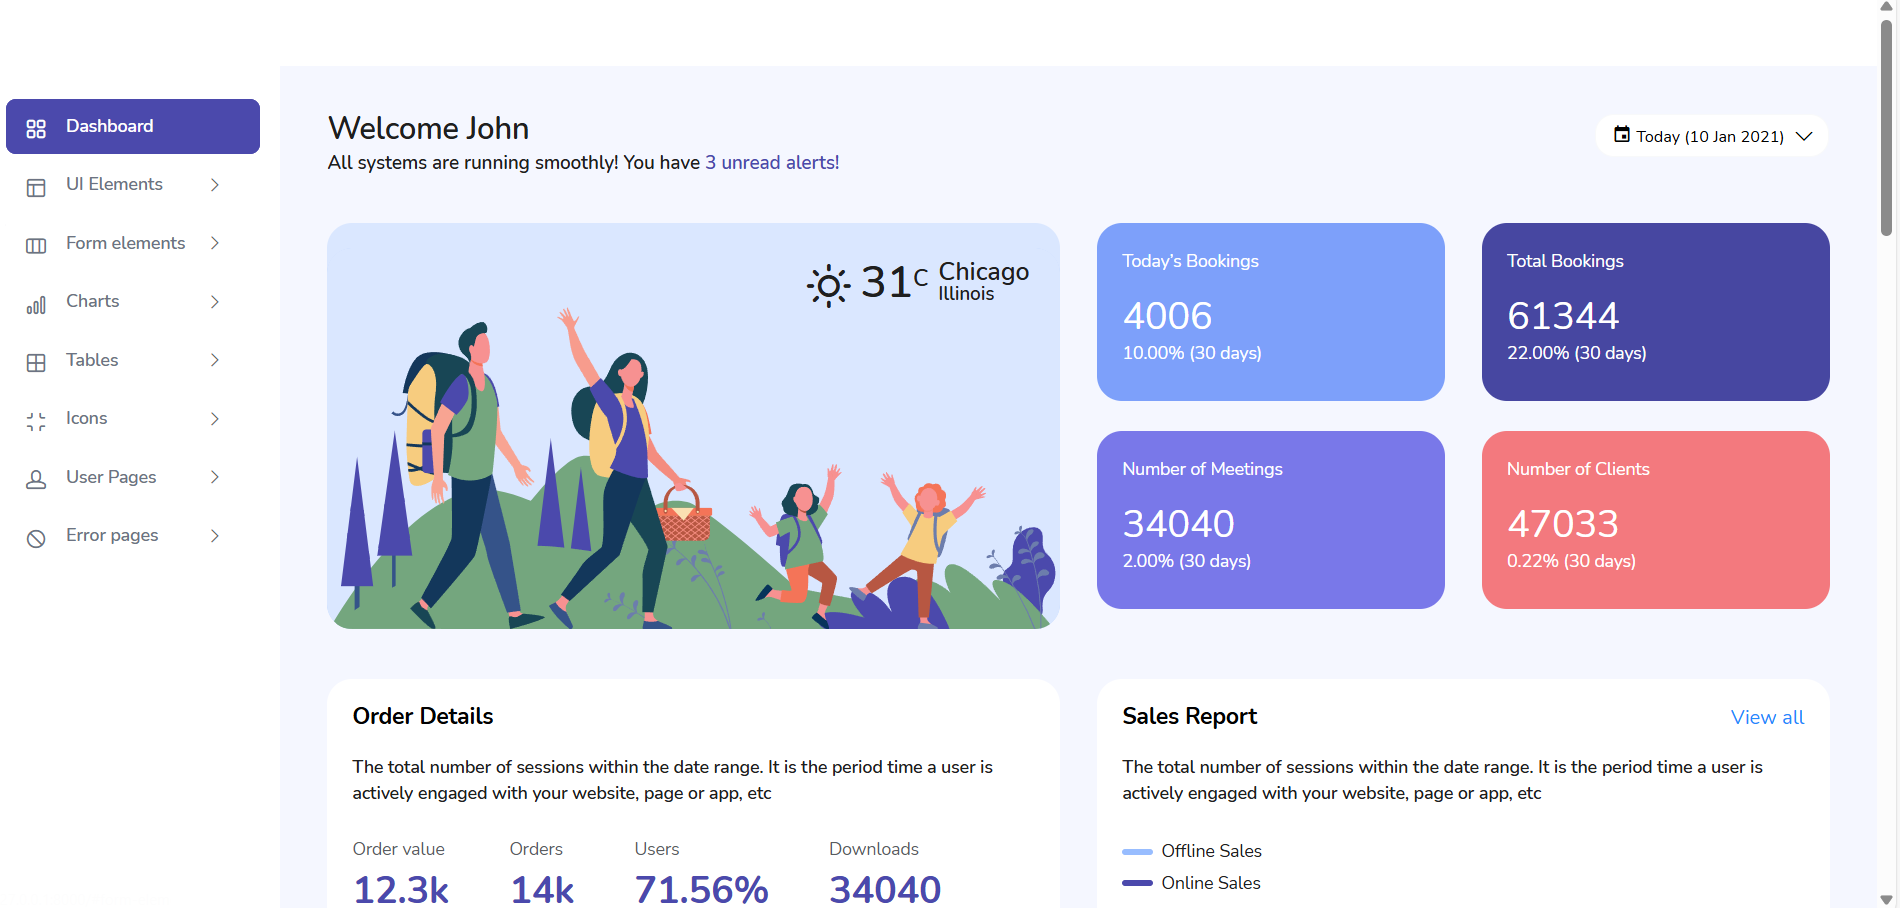 Dashboard
UI Elements
Form elements
Charts
Tables
Icons
User Pages
Error pages
Welcome John
All systems are running smoothly! You have 3 unread alerts!
Today (10 Jan 2021)
31 C
Chicago
Illinois
Today's Bookings
4006
10.00% (30 days)
Total Bookings
61344
22.00% (30 days)
Number of Meetings
34040
2.00% (30 days)
Number of Clients
47033
0.22% (30 days)
Order Details
The total number of sessions within the date range. It is the period time a user is
actively engaged with your website, page or app, etc
Order value
12.3k
Orders
14k
Users
71.56%
Downloads
34040
Sales Report
View all
The total number of sessions within the date range. It is the period time a user is
actively engaged with your website, page or app, etc
Offline Sales
Online Sales